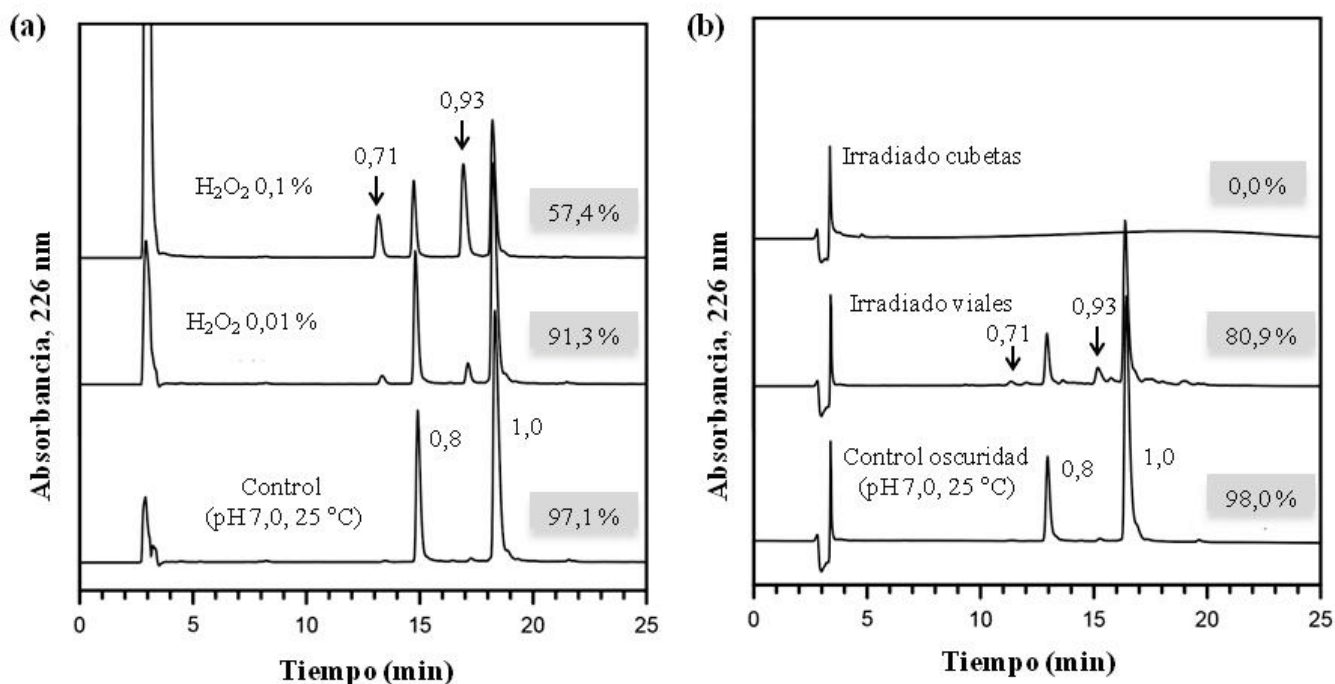 (a)
0,93
0,71
H₂O₂ 0,1%
57,4%
H₂O₂ 0,01%
91,3%
0,8
1,0
Control
(pH 7,0, 25 °C)
97,1%
Absorbancia, 226 nm
0 5 10 15 20 25
Tiempo (min)
(b)
Irradiado cubetas
0,0%
Irradiado viales
0,93
0,71
80,9%
Control oscuridad
(pH 7,0, 25 °C)
0,8
1,0
98,0%
Absorbancia, 226 nm
0 5 10 15 20 25
Tiempo (min)